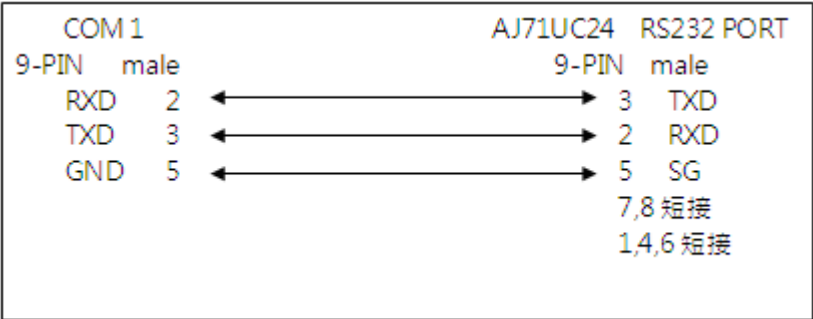 COM 1 AJ71UC24 RS232 PORT
9-PIN male 9-PIN male
RXD 2 3 TXD
TXD 3 2 RXD
GND 5 5 SG
7,8 短接
1,4,6 短接